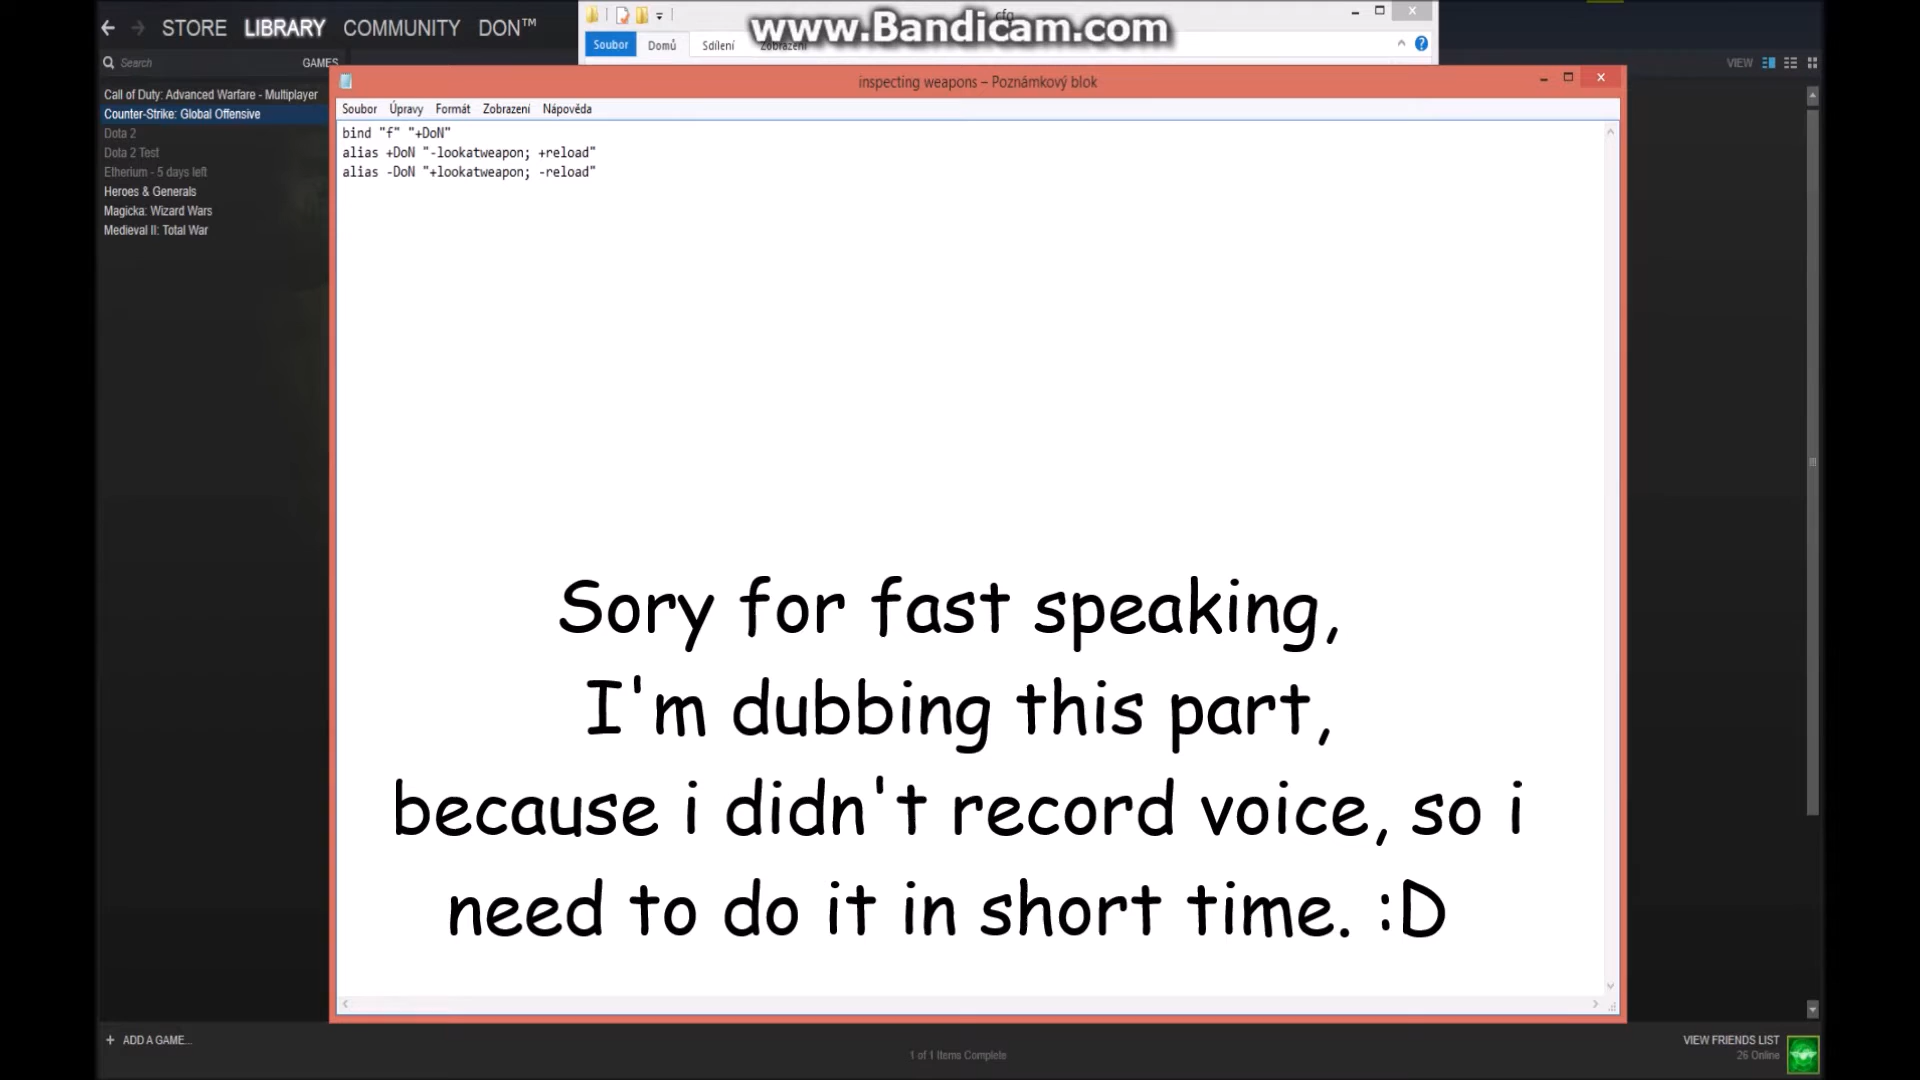 STORE LIBRARY COMMUNITY DON™
www.Bandicam.com
cfg
Soubor Domů Sdílení Zobrazení
Search GAMES
VIEW
inspecting weapons – Poznámkový blok
Soubor Úpravy Formát Zobrazení Nápověda
Call of Duty: Advanced Warfare - Multiplayer
Counter-Strike: Global Offensive
Dota 2
Dota 2 Test
Etherium - 5 days left
Heroes & Generals
Magicka: Wizard Wars
Medieval II: Total War
bind "f" "+DoN"
alias +DoN "-lookatweapon; +reload"
alias -DoN "+lookatweapon; -reload"
Sory for fast speaking,
I'm dubbing this part,
because i didn't record voice, so i
need to do it in short time. :D
+ ADD A GAME...
1 of 1 Items Complete
VIEW FRIENDS LIST
26 Online